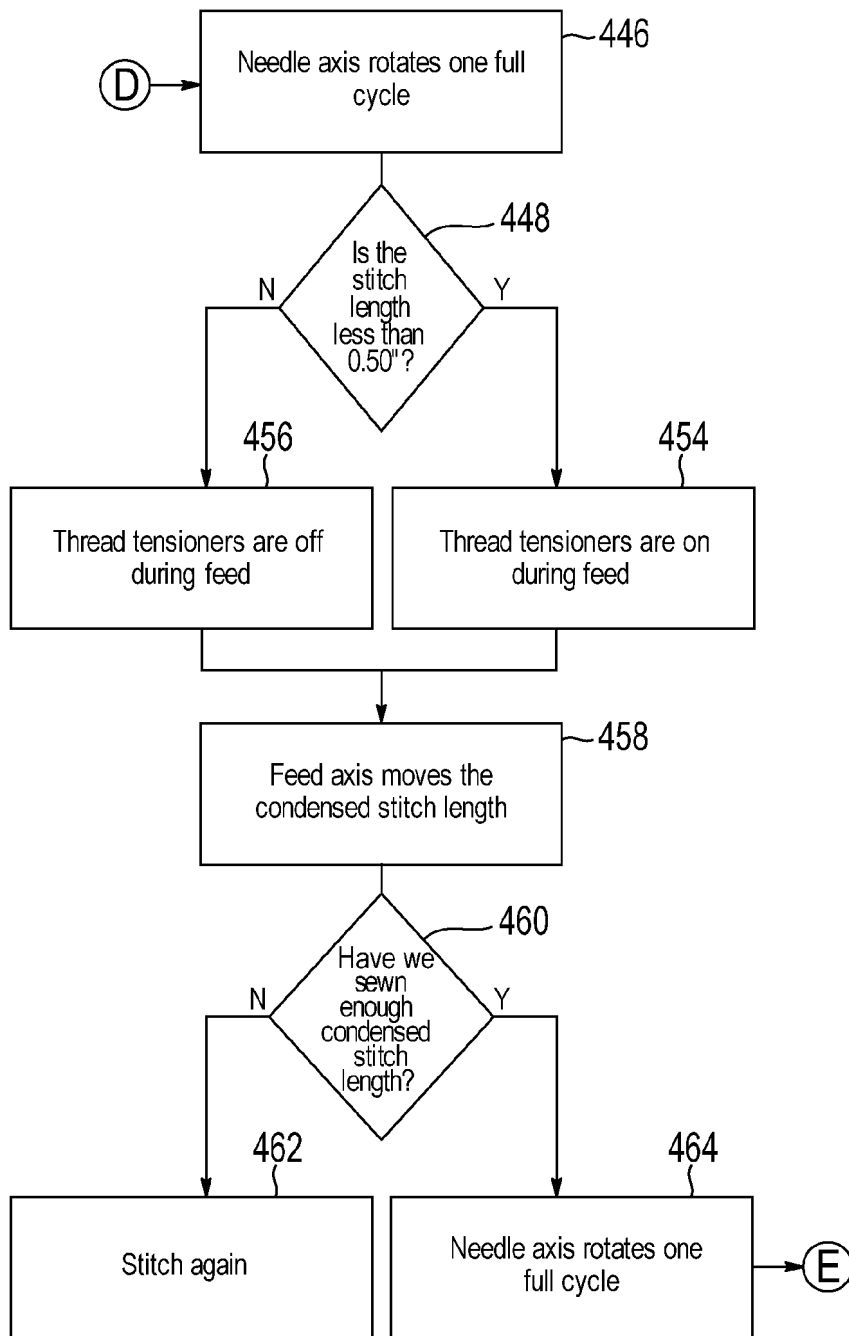 446
Needle axis rotates one full
cycle
D
448
Is the
stitch
length
less than
0.50"?
N
Y
456
454
Thread tensioners are off
during feed
Thread tensioners are on
during feed
458
Feed axis moves the
condensed stitch length
460
Have we
sewn
enough
condensed
stitch
length?
N
Y
462
464
Stitch again
Needle axis rotates one
full cycle
E